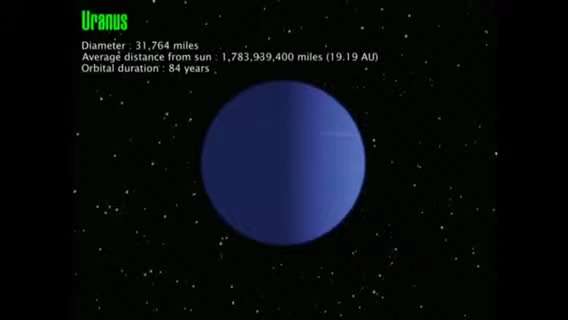 Uranus
Diameter : 31,764 miles
Average distance from sun : 1,783,939,400 miles (19.19 AU)
Orbital duration : 84 years